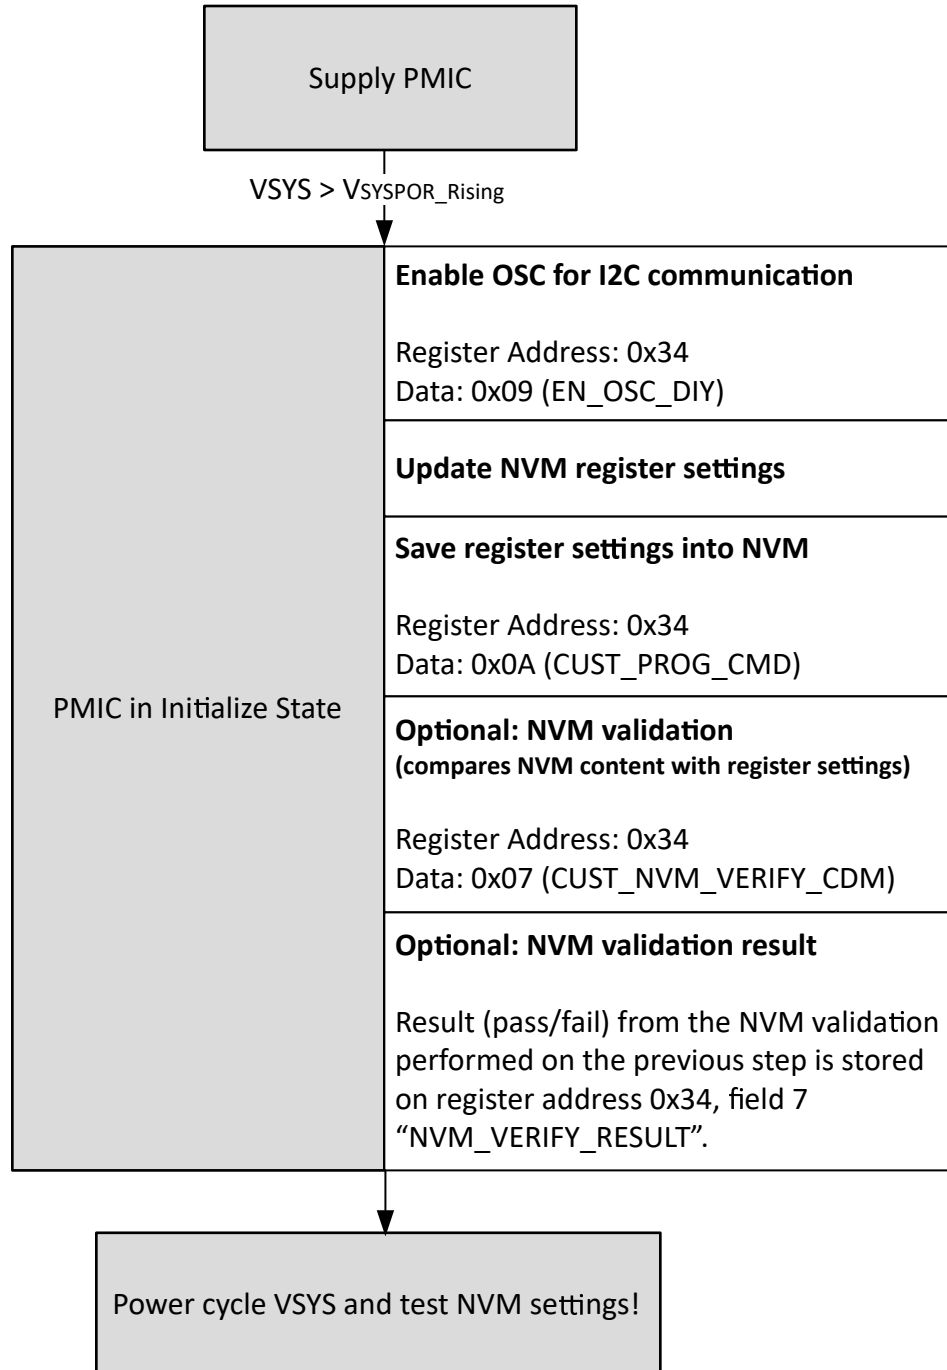 Supply PMIC
VSYS > VSYSPOR_Rising
Enable OSC for I2C communication
Register Address: 0x34
Data: 0x09 (EN_OSC_DIY)
Update NVM register settings
Save register settings into NVM
Register Address: 0x34
Data: 0x0A (CUST_PROG_CMD)
PMIC in Initialize State
Optional: NVM validation
(compares NVM content with register settings)
Register Address: 0x34
Data: 0x07 (CUST_NVM_VERIFY_CDM)
Optional: NVM validation result
Result (pass/fail) from the NVM validation
performed on the previous step is stored
on register address 0x34, field 7
“NVM_VERIFY_RESULT”.
Power cycle VSYS and test NVM settings!